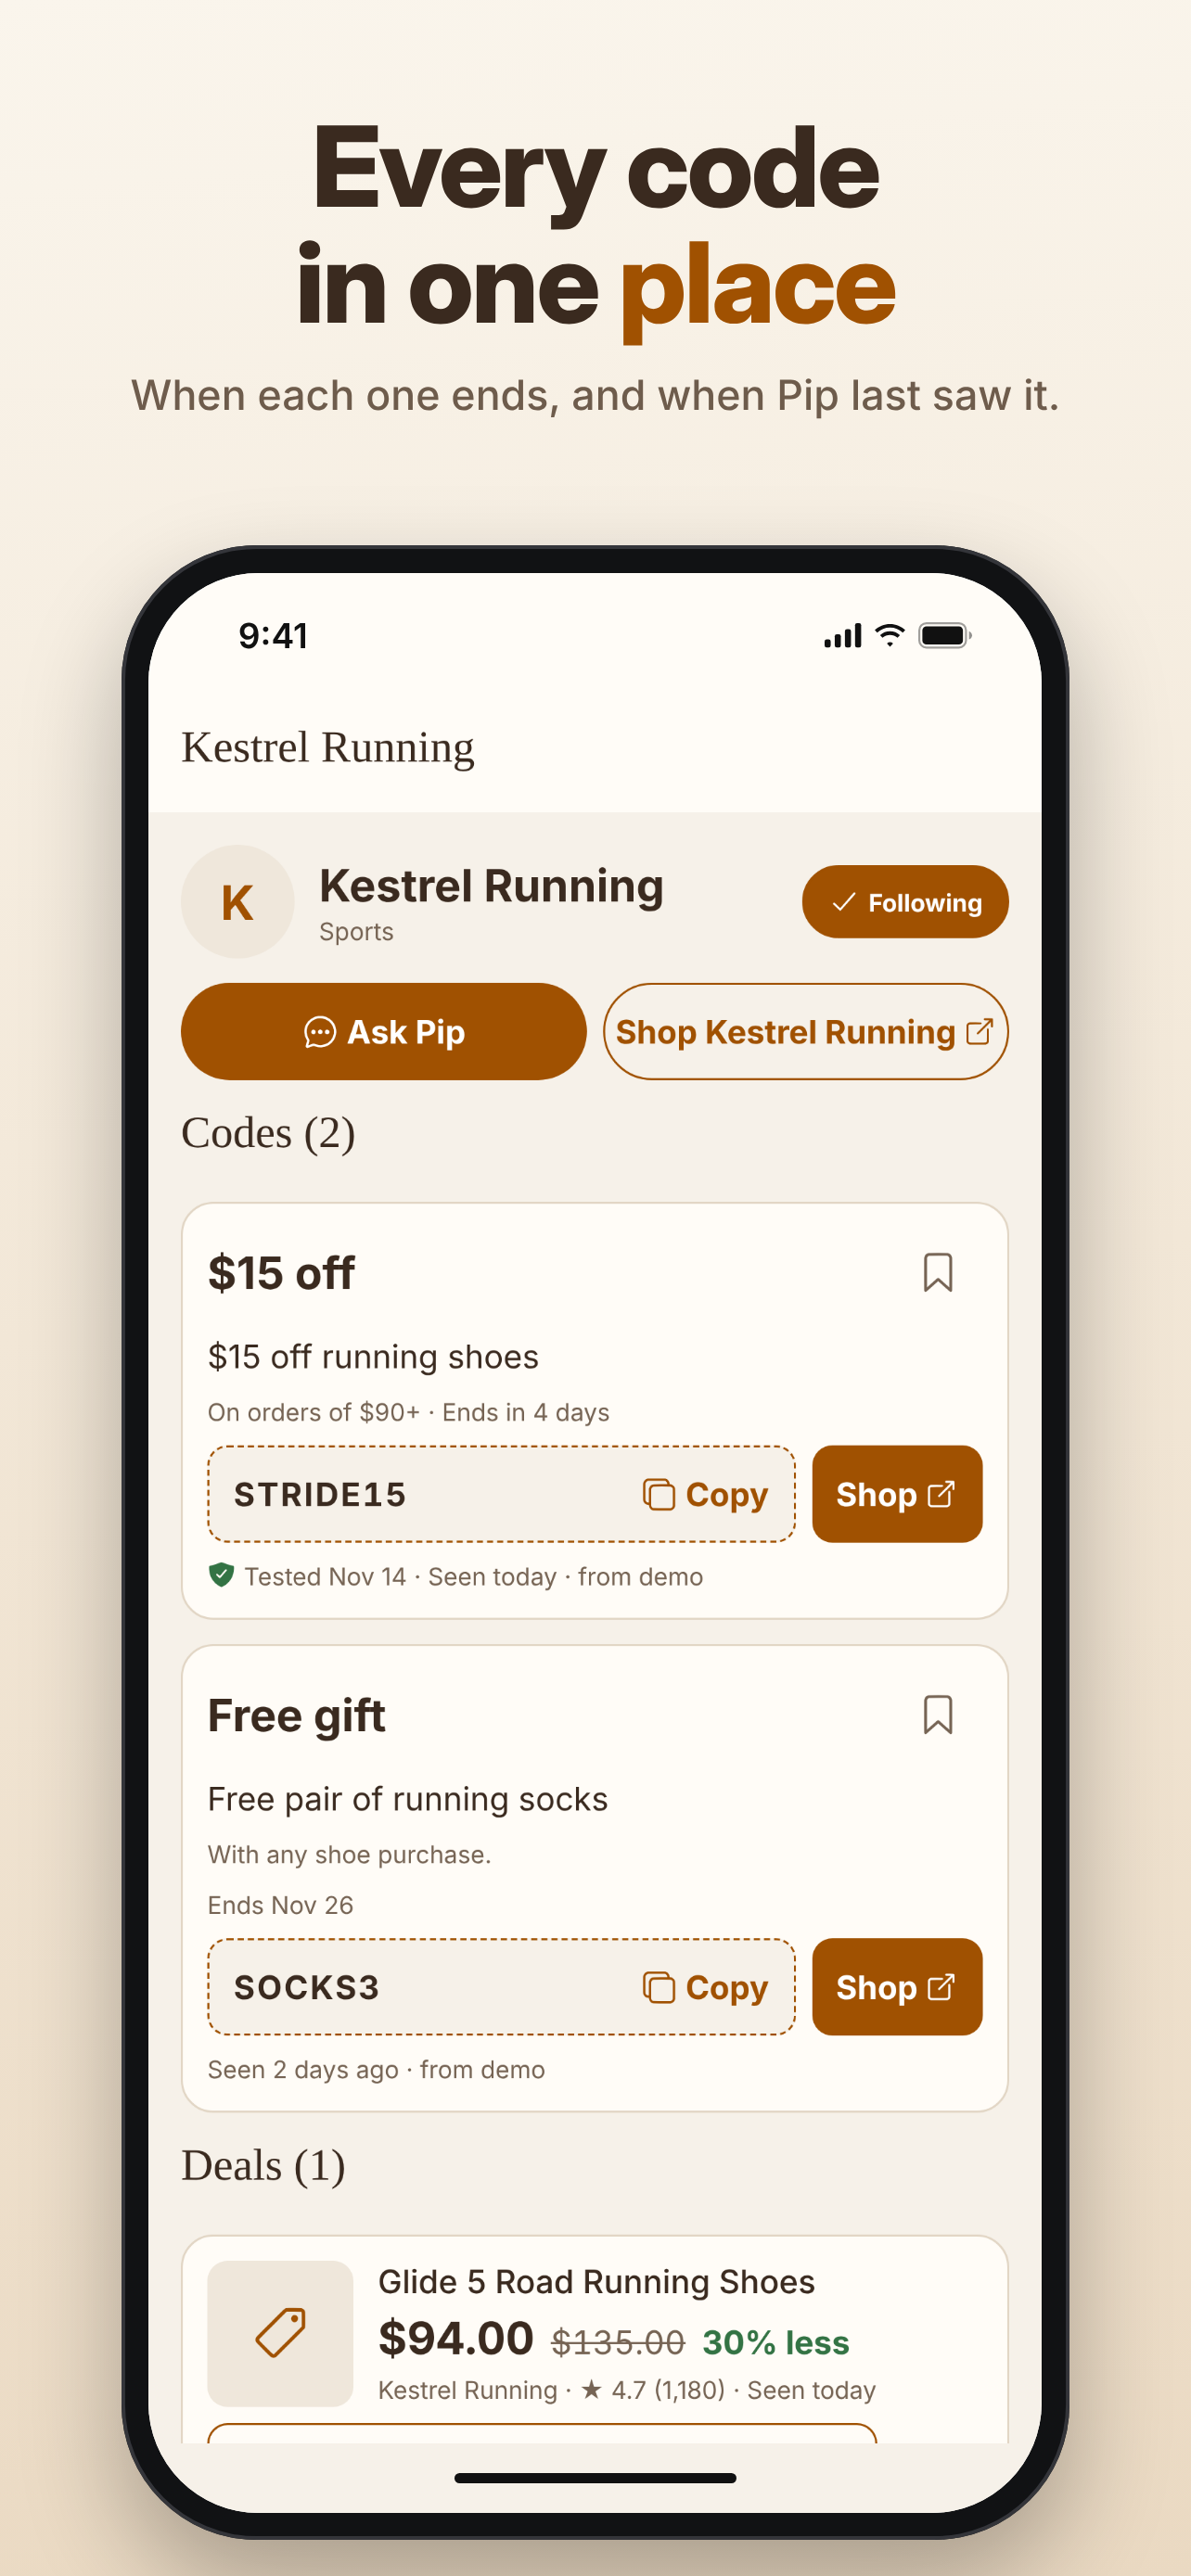 Every code
in one place
When each one ends, and when Pip last saw it.
9:41
Kestrel Running
K
Kestrel Running
Sports
Following
Ask Pip
Shop Kestrel Running
Codes (2)
$15 off
$15 off running shoes
On orders of $90+ · Ends in 4 days
STRIDE15
Copy
Shop
Tested Nov 14 · Seen today · from demo
Free gift
Free pair of running socks
With any shoe purchase.
Ends Nov 26
SOCKS3
Copy
Shop
Seen 2 days ago · from demo
Deals (1)
Glide 5 Road Running Shoes
$94.00 $135.00 30% less
Kestrel Running · ★ 4.7 (1,180) · Seen today